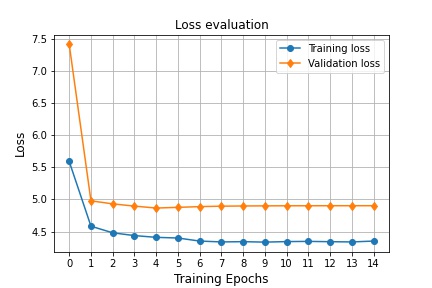 Loss evaluation
Training loss
Validation loss
7.5
7.0
6.5
6.0
5.5
5.0
4.5
Loss
0 1 2 3 4 5 6 7 8 9 10 11 12 13 14
Training Epochs